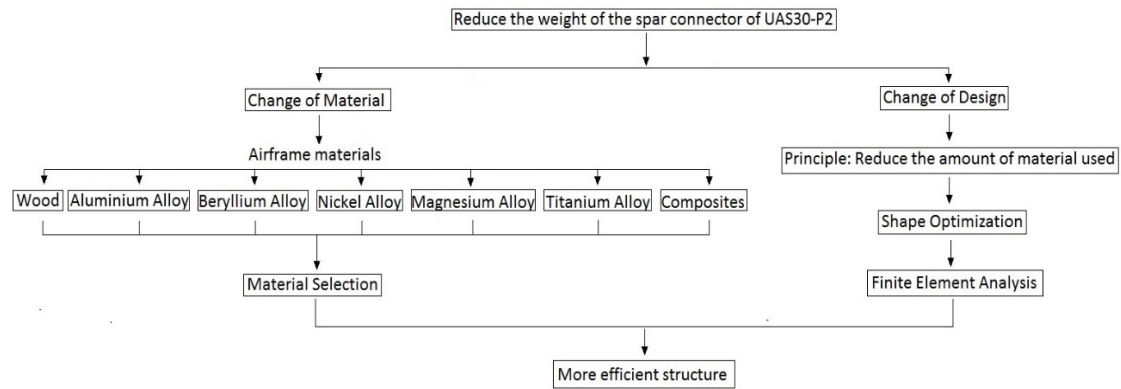 Reduce the weight of the spar connector of UAS30-P2
Change of Material
Change of Design
Airframe materials
Principle: Reduce the amount of material used
Wood
Aluminium Alloy
Beryllium Alloy
Nickel Alloy
Magnesium Alloy
Titanium Alloy
Composites
Shape Optimization
Material Selection
Finite Element Analysis
More efficient structure